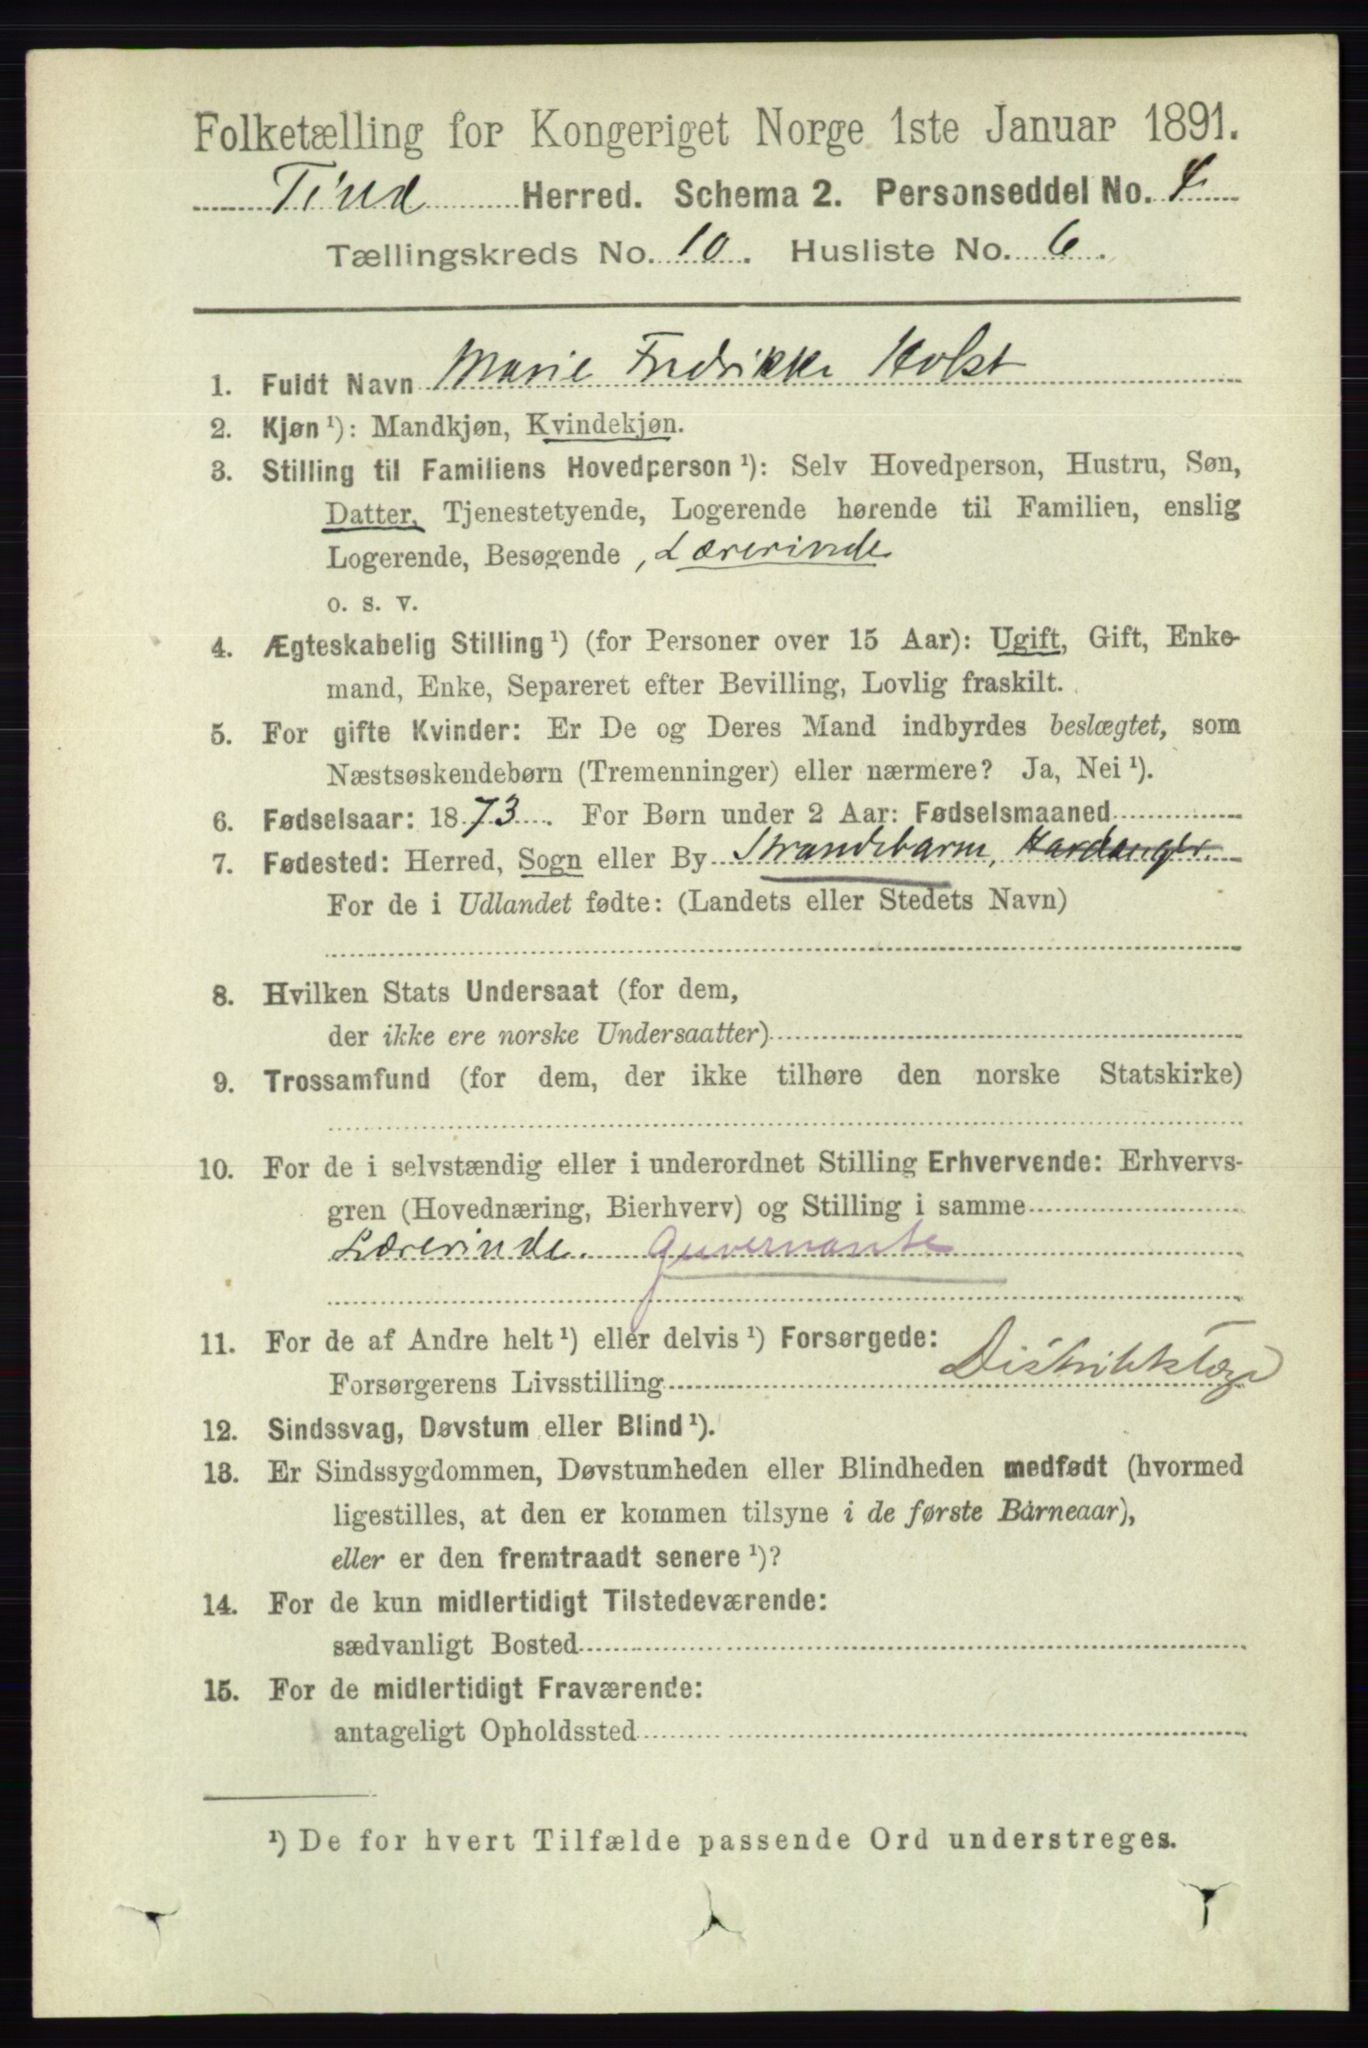 Folketælling for Kongeriget Norge 1ste Januar 1891.
Tind Herred. Schema 2. Personseddel No. 4
Tællingskreds No. 10. Husliste No. 6.
1. Fuldt Navn Marie Fredrikke Holst
2. Kjøn ¹): Mandkjøn, Kvindekjøn.
3. Stilling til Familiens Hovedperson ¹): Selv Hovedperson, Hustru, Søn,
Datter, Tjenestetyende, Logerende hørende til Familien, enslig
Logerende, Besøgende , Lærerinde
o. s. v.
4. Ægteskabelig Stilling ¹) (for Personer over 15 Aar): Ugift, Gift, Enke-
mand, Enke, Separeret efter Bevilling, Lovlig fraskilt.
5. For gifte Kvinder: Er De og Deres Mand indbyrdes beslægtet, som
Næstsøskendebørn (Tremenninger) eller nærmere? Ja, Nei ¹).
6. Fødselsaar: 1873. For Børn under 2 Aar: Fødselsmaaned
7. Fødested: Herred, Sogn eller By Strandebarm, Hardanger
For de i Udlandet fødte: (Landets eller Stedets Navn)
8. Hvilken Stats Undersaat (for dem,
der ikke ere norske Undersaatter)
9. Trossamfund (for dem, der ikke tilhøre den norske Statskirke)
10. For de i selvstændig eller i underordnet Stilling Erhvervende: Erhvervs-
gren (Hovednæring, Bierhverv) og Stilling i samme
Lærerinde. Guvernante
11. For de af Andre helt ¹) eller delvis ¹) Forsørgede:
Forsørgerens Livsstilling Distriktslæge
12. Sindssvag, Døvstum eller Blind ¹).
13. Er Sindssygdommen, Døvstumheden eller Blindheden medfødt (hvormed
ligestilles, at den er kommen tilsyne i de første Barneaar),
eller er den fremtraadt senere ¹)?
14. For de kun midlertidigt Tilstedeværende:
sædvanligt Bosted
15. For de midlertidigt Fraværende:
antageligt Opholdssted
¹) De for hvert Tilfælde passende Ord understreges.